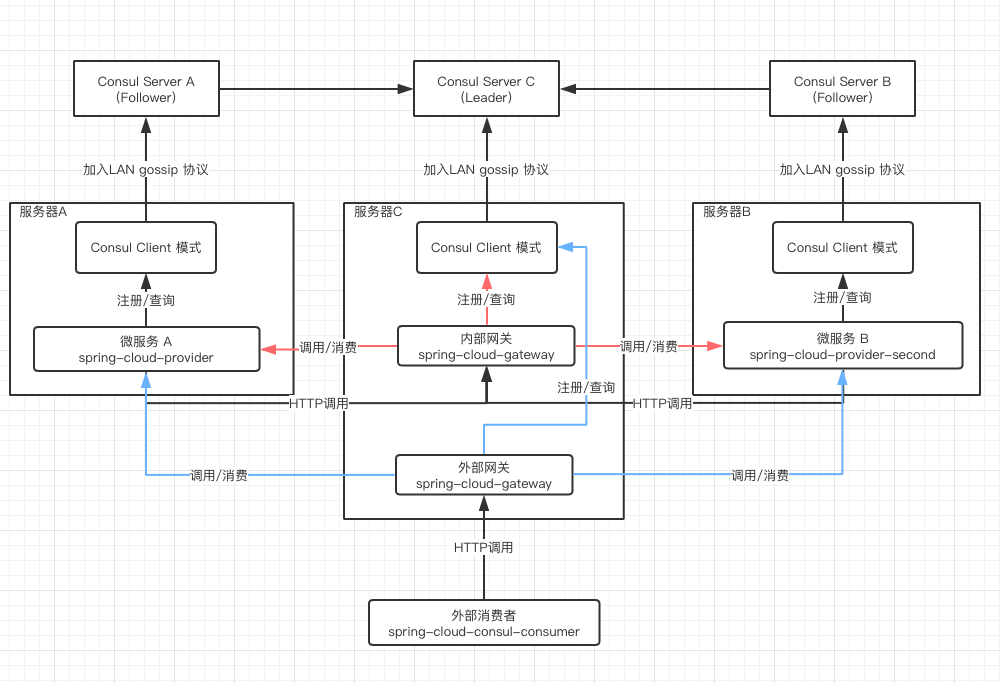 Consul Server A
(Follower)
Consul Server C
(Leader)
Consul Server B
(Follower)
加入LAN gossip 协议
加入LAN gossip 协议
加入LAN gossip 协议
服务器A
服务器C
服务器B
Consul Client 模式
Consul Client 模式
Consul Client 模式
注册/查询
注册/查询
注册/查询
微服务 A
spring-cloud-provider
调用/消费
内部网关
spring-cloud-gateway
调用/消费
微服务 B
spring-cloud-provider-second
注册/查询
HTTP调用
HTTP调用
调用/消费
外部网关
spring-cloud-gateway
调用/消费
HTTP调用
外部消费者
spring-cloud-consul-consumer